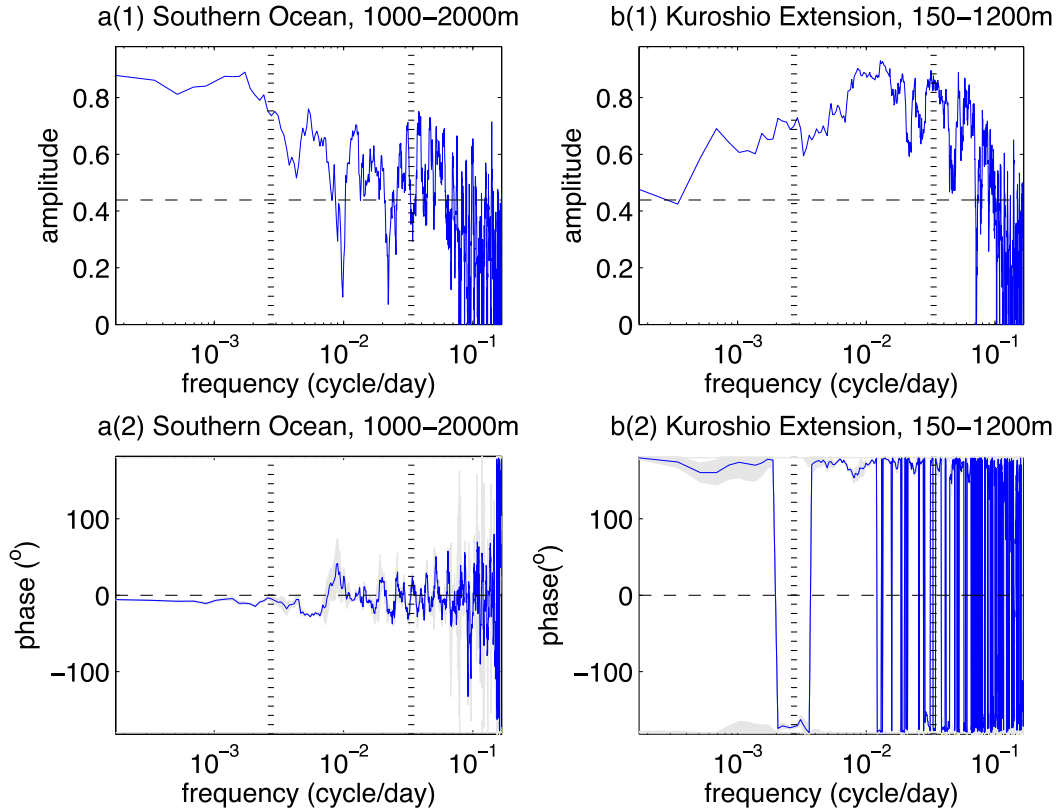 a(1) Southern Ocean, 1000−2000m
amplitude
0.8
0.6
0.4
0.2
0
10−3 10−2 10−1
frequency (cycle/day)
b(1) Kuroshio Extension, 150−1200m
amplitude
0.8
0.6
0.4
0.2
0
10−3 10−2 10−1
frequency (cycle/day)
a(2) Southern Ocean, 1000−2000m
phase (o)
100
0
−100
10−3 10−2 10−1
frequency (cycle/day)
b(2) Kuroshio Extension, 150−1200m
phase(o)
100
0
−100
10−3 10−2 10−1
frequency (cycle/day)